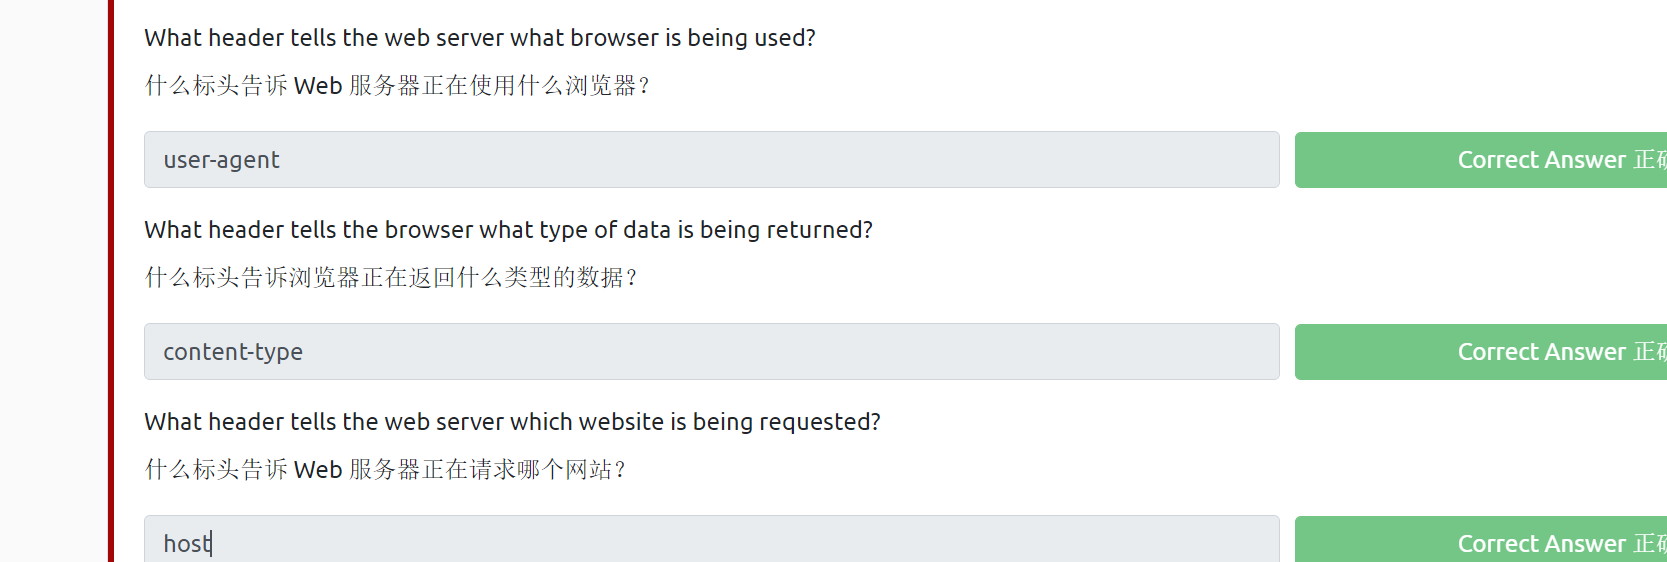 What header tells the web server what browser is being used?
什么标头告诉 Web 服务器正在使用什么浏览器？
user-agent
Correct Answer 正
What header tells the browser what type of data is being returned?
什么标头告诉浏览器正在返回什么类型的数据？
content-type
Correct Answer 正
What header tells the web server which website is being requested?
什么标头告诉 Web 服务器正在请求哪个网站？
host
Correct Answer 正